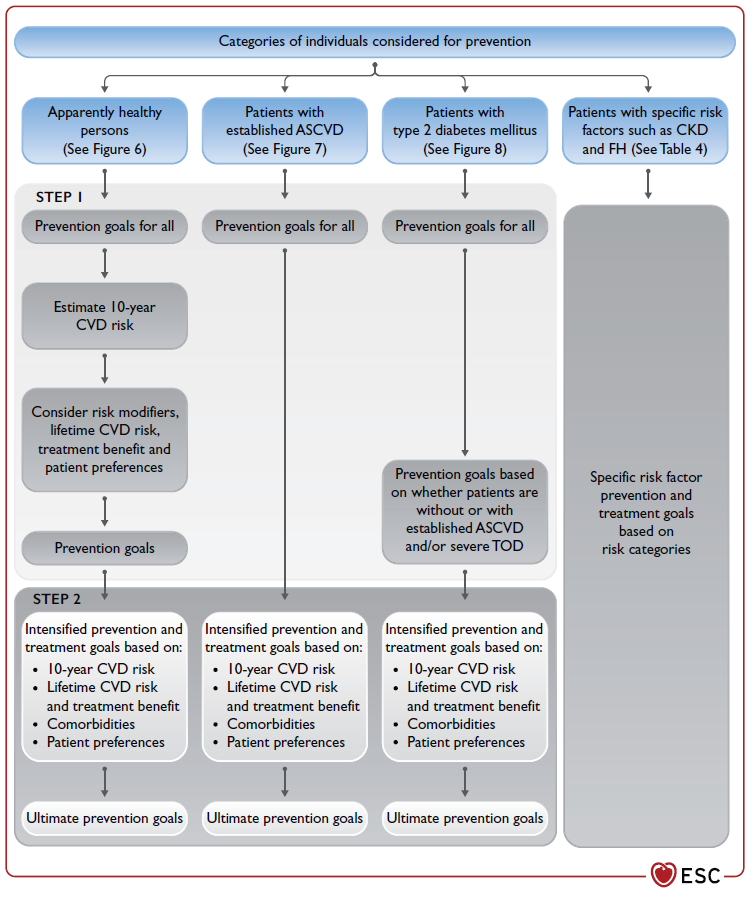 Categories of individuals considered for prevention
Apparently healthy
persons
(See Figure 6)
Patients with
established ASCVD
(See Figure 7)
Patients with
type 2 diabetes mellitus
(See Figure 8)
Patients with specific risk
factors such as CKD
and FH (See Table 4)
STEP 1
Prevention goals for all
Prevention goals for all
Prevention goals for all
Estimate 10-year
CVD risk
Consider risk modifiers,
lifetime CVD risk,
treatment benefit and
patient preferences
Prevention goals
Prevention goals based
on whether patients are
without or with
established ASCVD
and/or severe TOD
Specific risk factor
prevention and
treatment goals
based on
risk categories
STEP 2
Intensified prevention and
treatment goals based on:
• 10-year CVD risk
• Lifetime CVD risk
and treatment benefit
• Comorbidities
• Patient preferences
Intensified prevention and
treatment goals based on:
• 10-year CVD risk
• Lifetime CVD risk
and treatment benefit
• Comorbidities
• Patient preferences
Intensified prevention and
treatment goals based on:
• 10-year CVD risk
• Lifetime CVD risk
and treatment benefit
• Comorbidities
• Patient preferences
Ultimate prevention goals
Ultimate prevention goals
Ultimate prevention goals
ESC